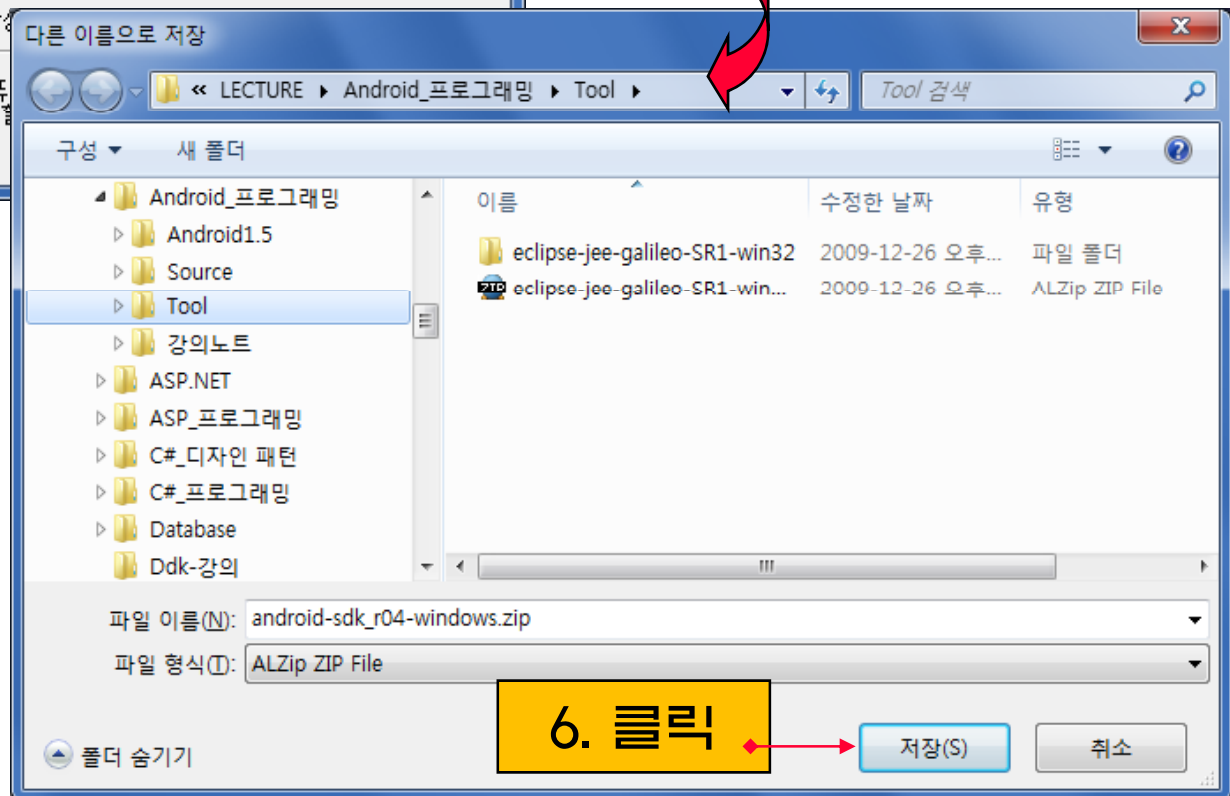 다른 이름으로 저장
« LECTURE ▸ Android_프로그래밍 ▸ Tool ▸
Tool 검색
구성 새 폴더
Android_프로그래밍
Android1.5
Source
Tool
강의노트
ASP.NET
ASP_프로그래밍
C#_디자인 패턴
C#_프로그래밍
Database
Ddk-강의
이름 수정한 날짜 유형
eclipse-jee-galileo-SR1-win32 2009-12-26 오후... 파일 폴더
eclipse-jee-galileo-SR1-win... 2009-12-26 오후... ALZip ZIP File
파일 이름(N): android-sdk_r04-windows.zip
파일 형식(T): ALZip ZIP File
6. 클릭
폴더 숨기기 저장(S) 취소